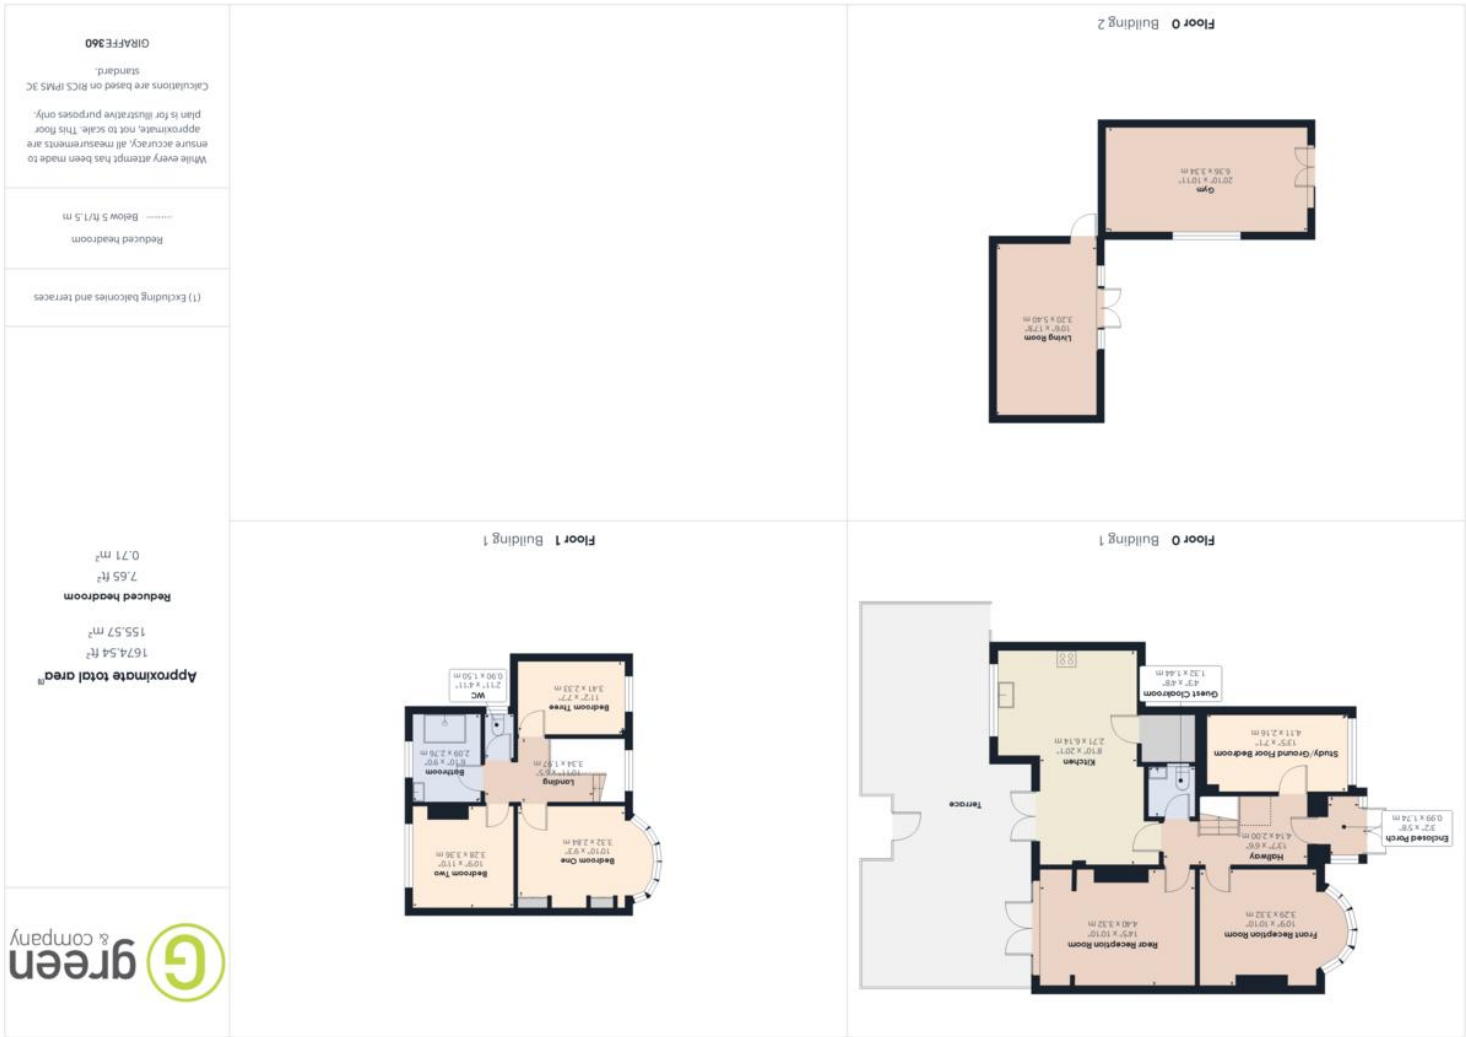 green
& company
Approximate total area(1)
1674.54 ft²
155.57 m²
Reduced headroom
7.65 ft²
0.71 m²
(1) Excluding balconies and terraces
Reduced headroom
Below 5 ft/1.5 m
While every attempt has been made to
ensure accuracy, all measurements are
approximate, not to scale. This floor
plan is for illustrative purposes only.
Calculations are based on RICS IPMS 3C
standard.
GIRAFFE360
Front Reception Room
10'9" x 10'10"
3.29 x 3.32 m
Rear Reception Room
14'5" x 10'10"
4.40 x 3.32 m
Enclosed Porch
3'2" x 5'8"
0.99 x 1.74 m
Hallway
13'7" x 6'6"
4.14 x 2.00 m
Study/Ground Floor Bedroom
13'5" x 7'1"
4.11 x 2.16 m
Guest Cloakroom
4'3" x 4'8"
1.32 x 1.44 m
Kitchen
8'10" x 20'1"
2.71 x 6.14 m
Terrace
Floor 0 Building 1
Bedroom One
10'10" x 9'3"
3.32 x 2.84 m
Bedroom Two
10'9" x 11'0"
3.28 x 3.36 m
Landing
10'11" x 6'5"
3.34 x 1.97 m
Bathroom
6'10" x 9'0"
2.09 x 2.76 m
Bedroom Three
11'2" x 7'7"
3.41 x 2.33 m
WC
2'11" x 4'11"
0.90 x 1.50 m
Floor 1 Building 1
Living Room
10'6" x 17'8"
3.20 x 5.40 m
Gym
20'10" x 10'11"
6.36 x 3.34 m
Floor 0 Building 2